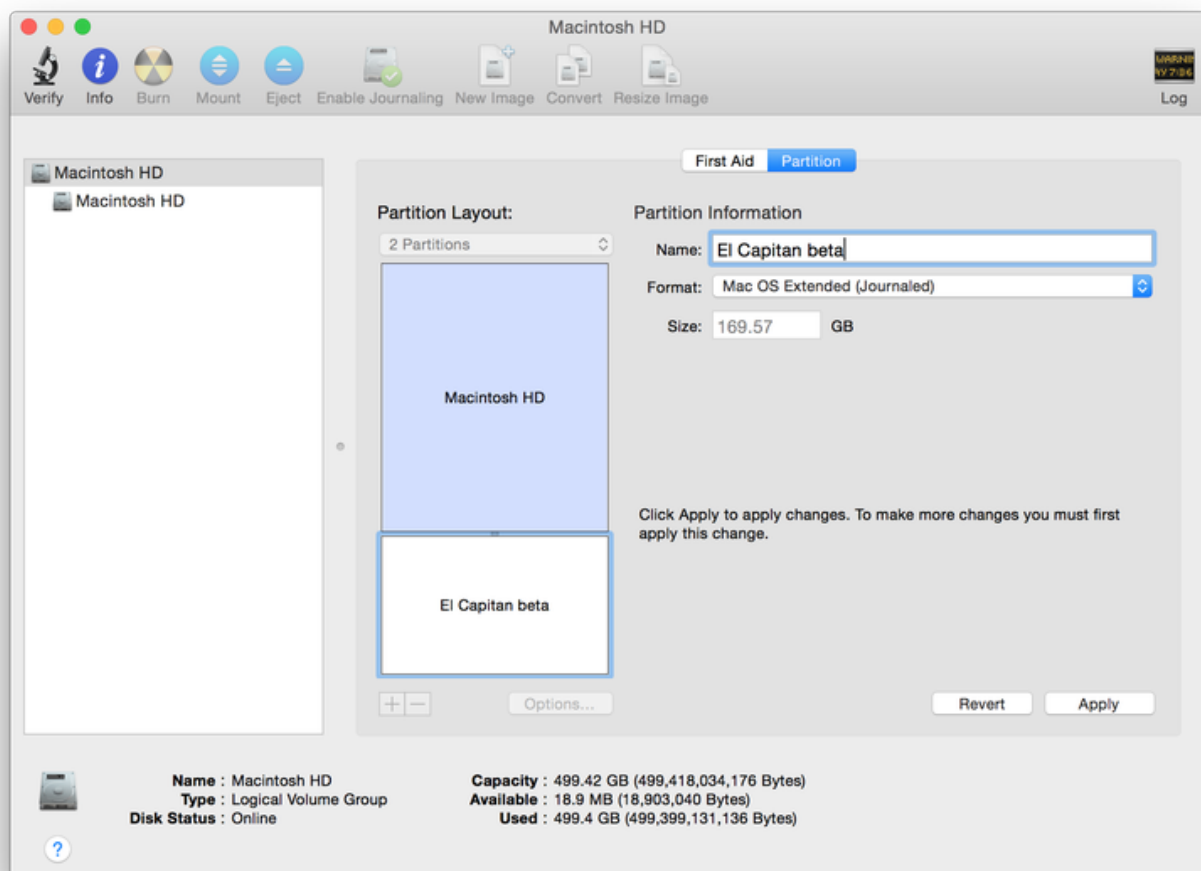 Macintosh HD
Verify
Info
Burn
Mount
Eject
Enable Journaling
New Image
Convert
Resize Image
WARNIN
AY 7:36
Log
Macintosh HD
Macintosh HD
First Aid
Partition
Partition Layout:
2 Partitions
Macintosh HD
El Capitan beta
Options...
Partition Information
Name: El Capitan beta
Format: Mac OS Extended (Journaled)
Size: 169.57 GB
Click Apply to apply changes. To make more changes you must first
apply this change.
Revert
Apply
Name : Macintosh HD
Type : Logical Volume Group
Disk Status : Online
Capacity : 499.42 GB (499,418,034,176 Bytes)
Available : 18.9 MB (18,903,040 Bytes)
Used : 499.4 GB (499,399,131,136 Bytes)
?